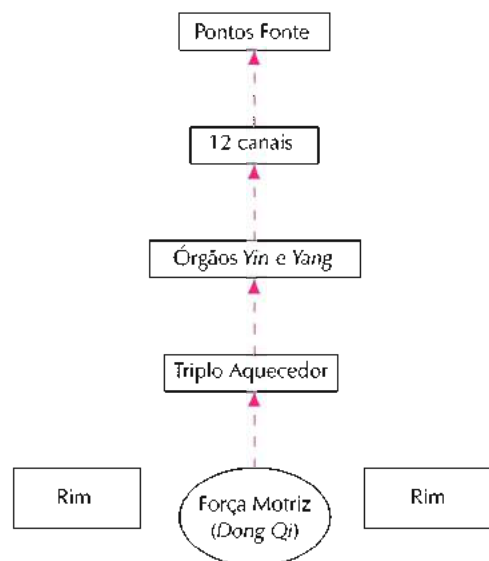 Pontos Fonte
12 canais
Órgãos Yin e Yang
Triplo Aquecedor
Rim
Força Motriz
(Dong Qi)
Rim